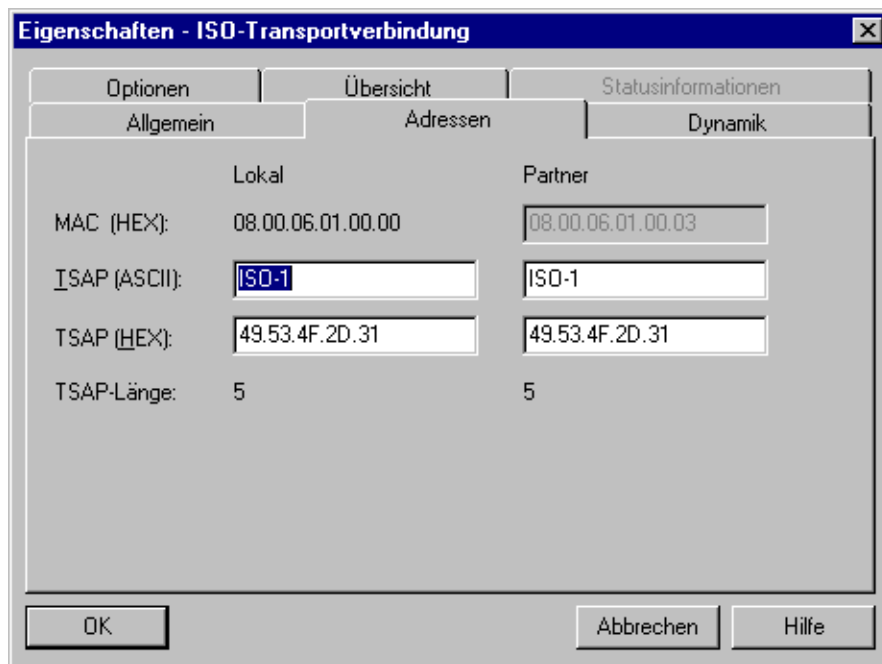 Eigenschaften - ISO-Transportverbindung
Optionen Übersicht Statusinformationen
Allgemein Adressen Dynamik
Lokal Partner
MAC (HEX): 08.00.06.01.00.00 08.00.06.01.00.03
TSAP (ASCII): ISO-1 ISO-1
TSAP (HEX): 49.53.4F.2D.31 49.53.4F.2D.31
TSAP-Länge: 5 5
OK Abbrechen Hilfe